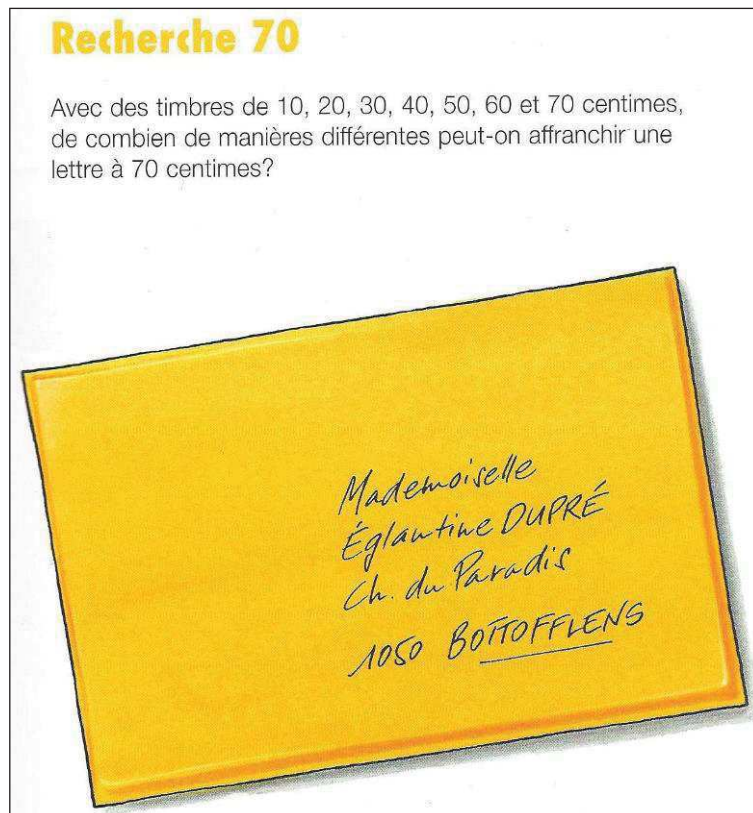 Recherche 70
Avec des timbres de 10, 20, 30, 40, 50, 60 et 70 centimes,
de combien de manières différentes peut-on affranchir une
lettre à 70 centimes?
Mademoiselle
Églantine DUPRÉ
Ch. du Paradis
1050 BOTTOFFLENS